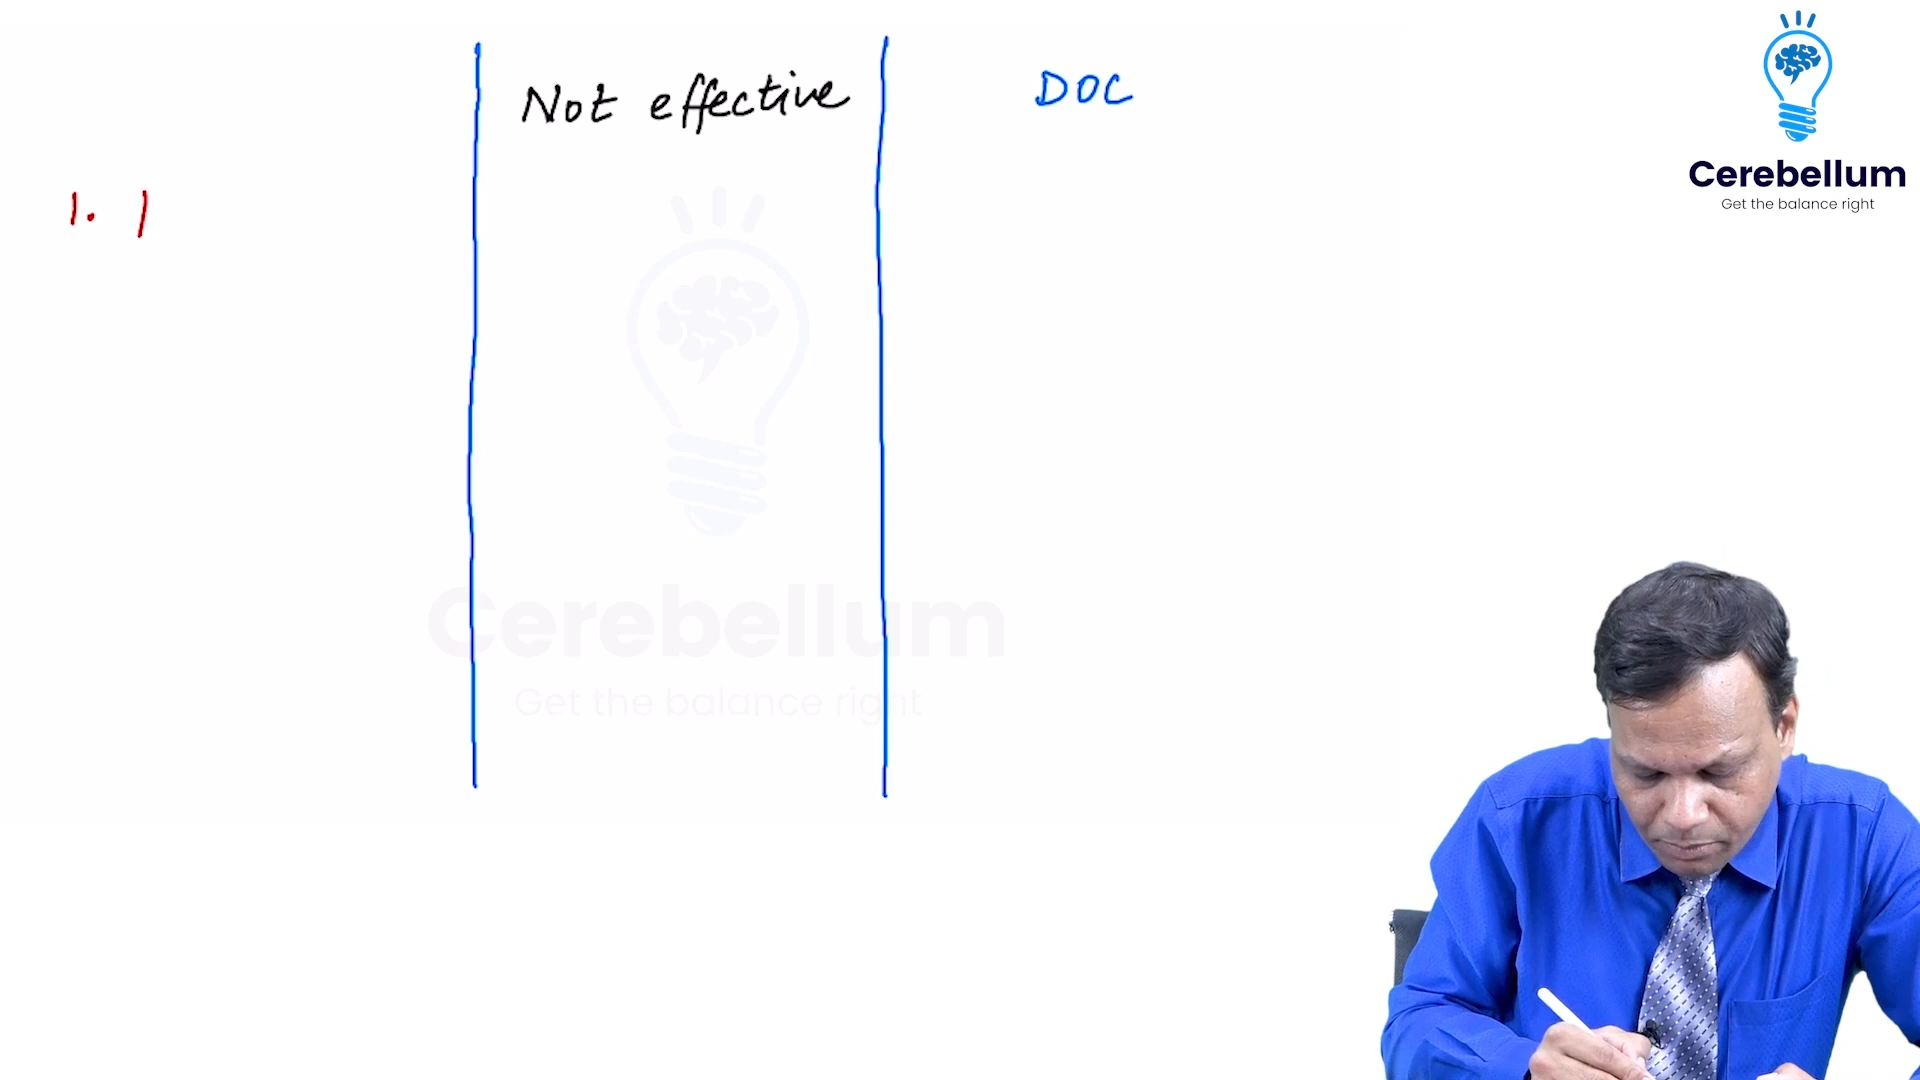 Not effective
DOC
1.
Cerebellum
Get the balance right
Cerebellum
Get the balance right